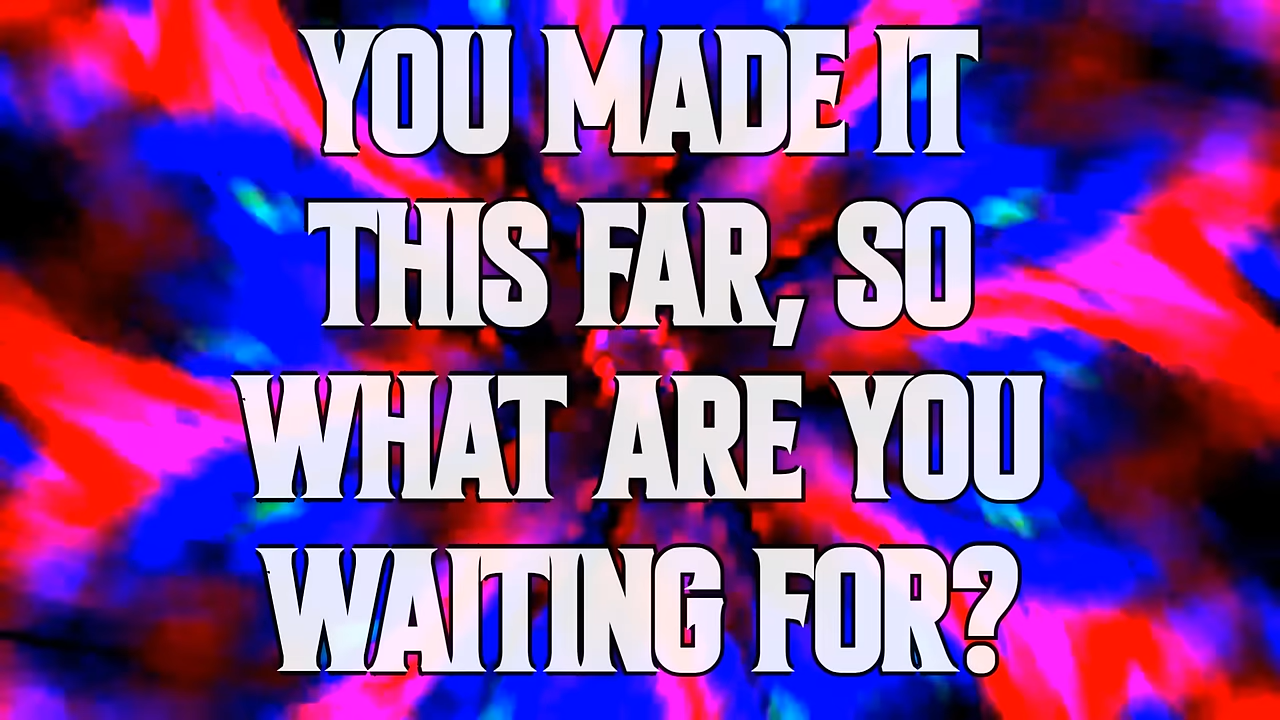 YOU MADE IT
THIS FAR, SO
WHAT ARE YOU
WAITING FOR?